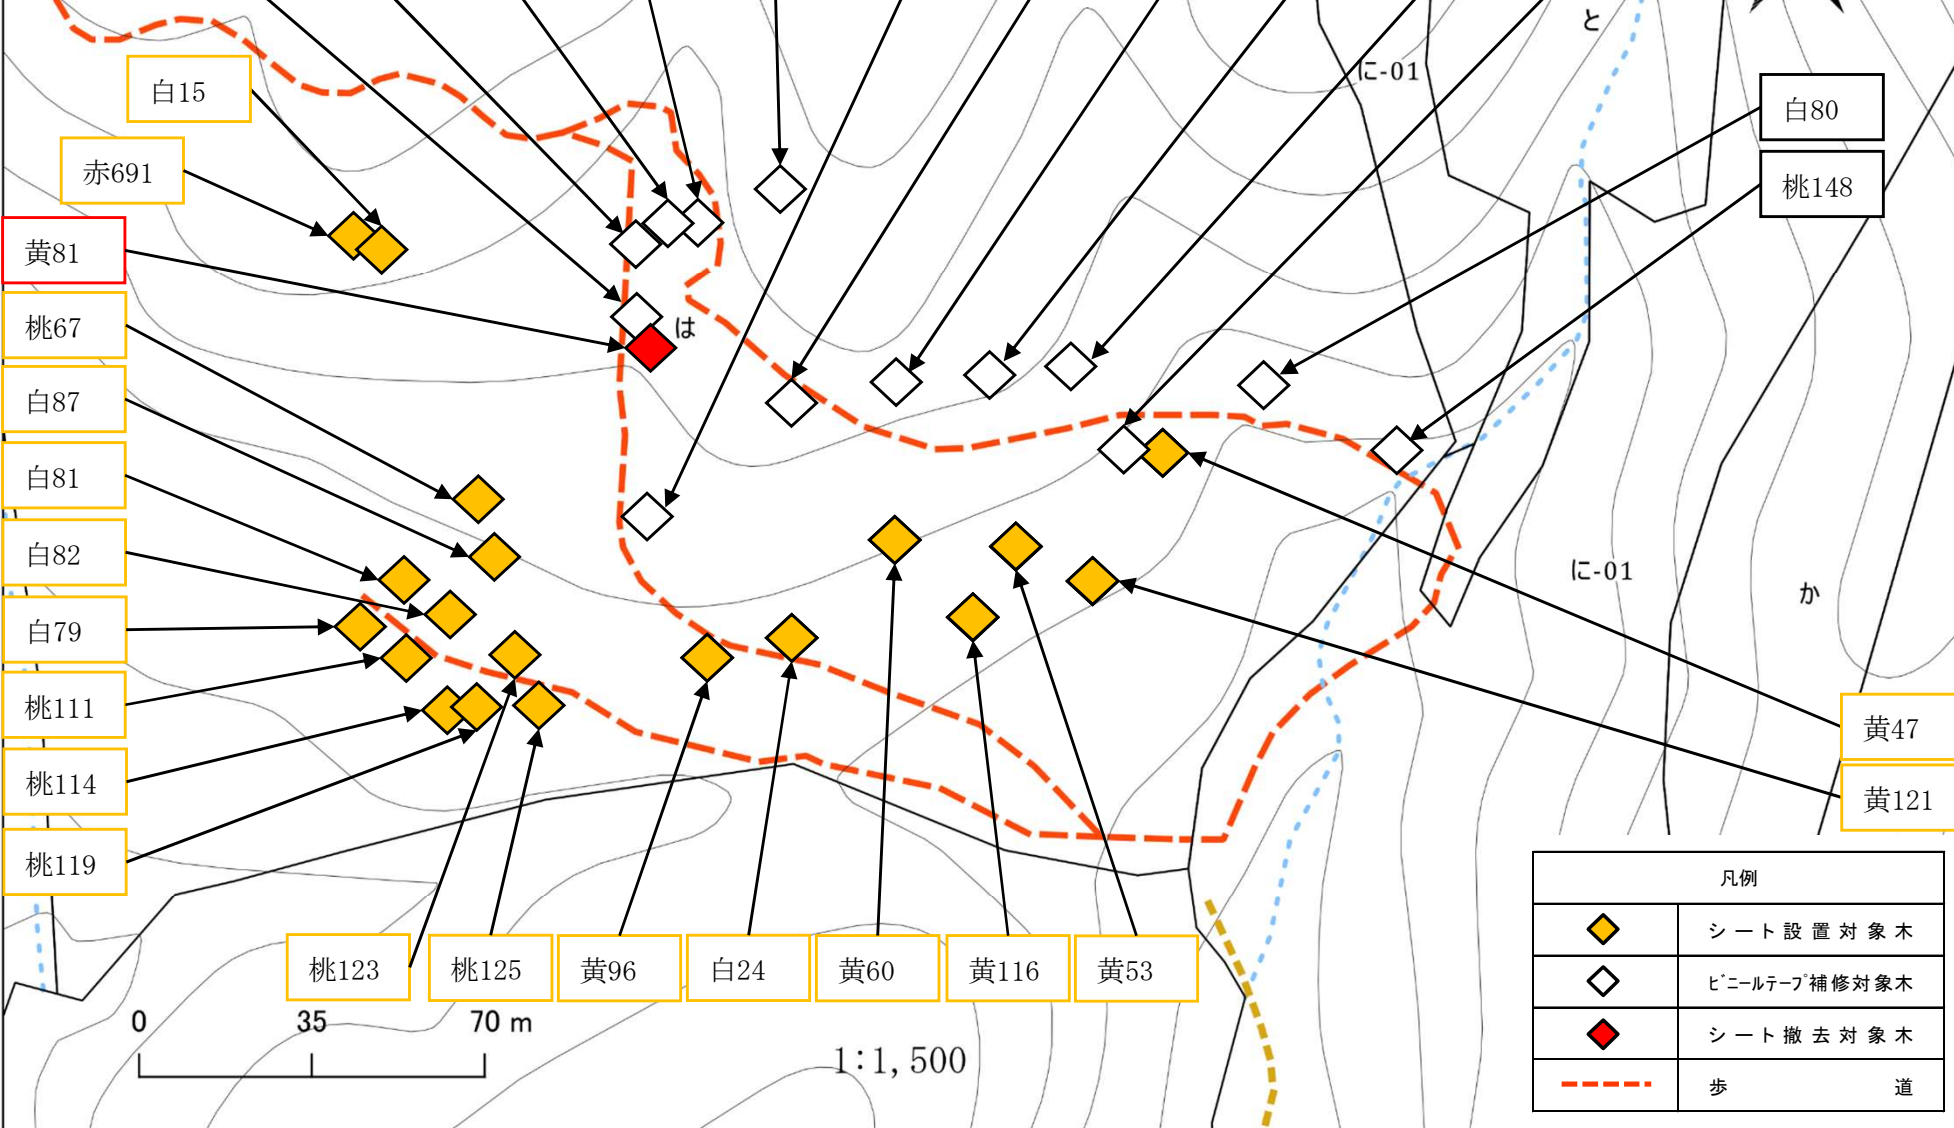 と
に-01
白15
白80
赤691
桃148
黄81
桃67
は
白87
白81
白82
に-01
か
白79
桃111
黄47
桃114
黄121
桃119
桃123
桃125
黄96
白24
黄60
黄116
黄53
0 35 70 m
1:1,500
凡例
シート設置対象木
ﾋﾞﾆｰﾙﾃｰﾌﾟ補修対象木
シート撤去対象木
歩道